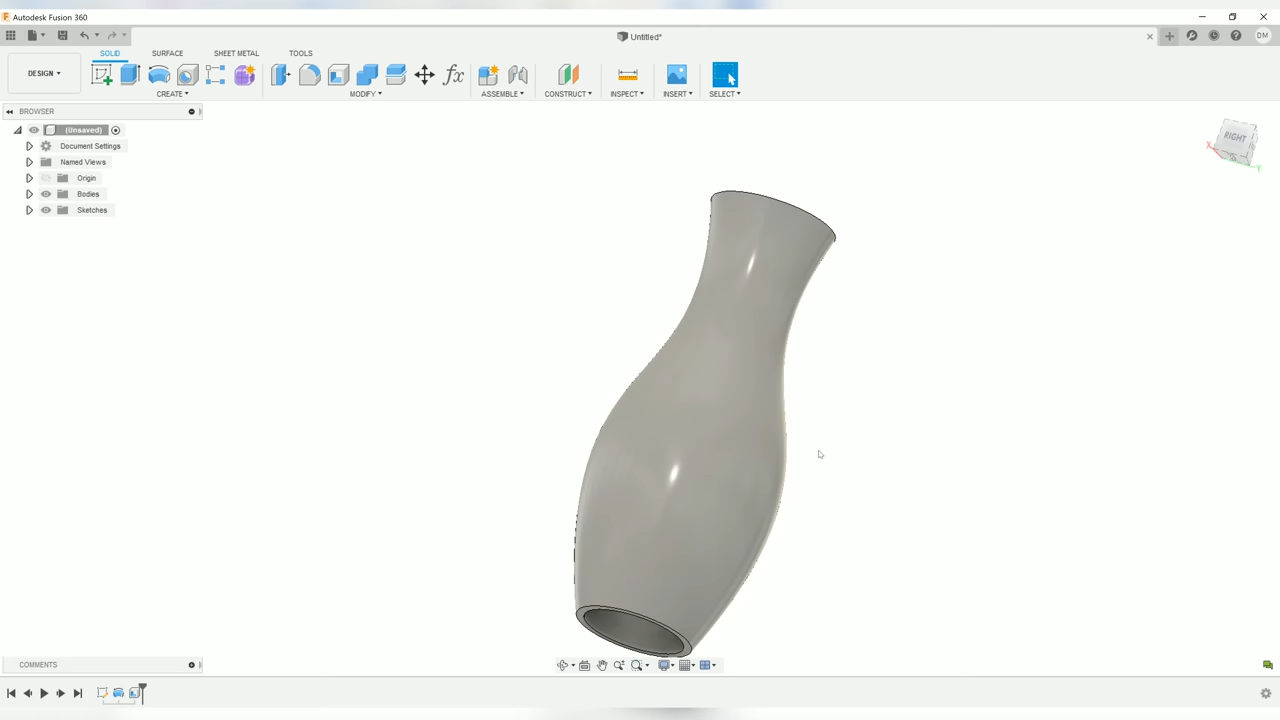 Autodesk Fusion 360
Untitled*
DM
SOLID SURFACE SHEET METAL TOOLS
DESIGN
fx
CREATE MODIFY ASSEMBLE CONSTRUCT INSPECT INSERT SELECT
BROWSER
(Unsaved)
Document Settings
Named Views
Origin
Bodies
Sketches
RIGHT
X
Y
COMMENTS